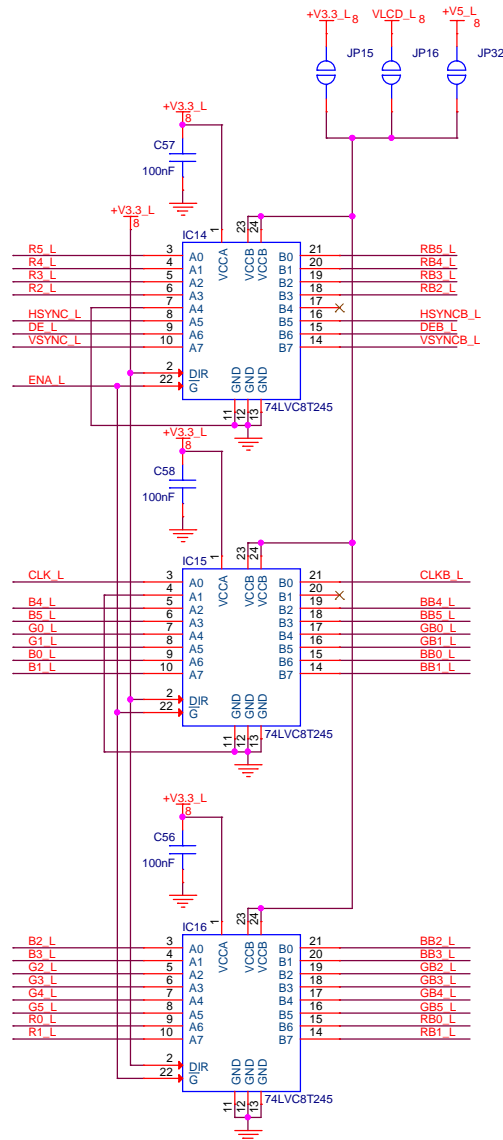 +V3.3_L 8 VLCD_L 8 +V5_L 8
JP15 JP16 JP32
+V3.3_L
8
C57
100nF
+V3.3_L
8
1 23 24
IC14
VCCA VCCB VCCB
R5_L 3 A0 B0 21 RB5_L
R4_L 4 A1 B1 20 RB4_L
R3_L 5 A2 B2 19 RB3_L
R2_L 6 A3 B3 18 RB2_L
7 A4 B4 17
HSYNC_L 8 A5 B5 16 HSYNCB_L
DE_L 9 A6 B6 15 DEB_L
VSYNC_L 10 A7 B7 14 VSYNCB_L
2 DIR
ENA_L 22 G
GND GND GND
11 12 13
74LVC8T245
+V3.3_L
8
C58
100nF
1 23 24
IC15
VCCA VCCB VCCB
CLK_L 3 A0 B0 21 CLKB_L
4 A1 B1 20
B4_L 5 A2 B2 19 BB4_L
B5_L 6 A3 B3 18 BB5_L
G0_L 7 A4 B4 17 GB0_L
G1_L 8 A5 B5 16 GB1_L
B0_L 9 A6 B6 15 BB0_L
B1_L 10 A7 B7 14 BB1_L
2 DIR
22 G
GND GND GND
11 12 13
74LVC8T245
+V3.3_L
8
C56
100nF
1 23 24
IC16
VCCA VCCB VCCB
B2_L 3 A0 B0 21 BB2_L
B3_L 4 A1 B1 20 BB3_L
G2_L 5 A2 B2 19 GB2_L
G3_L 6 A3 B3 18 GB3_L
G4_L 7 A4 B4 17 GB4_L
G5_L 8 A5 B5 16 GB5_L
R0_L 9 A6 B6 15 RB0_L
R1_L 10 A7 B7 14 RB1_L
2 DIR
22 G
GND GND GND
11 12 13
74LVC8T245